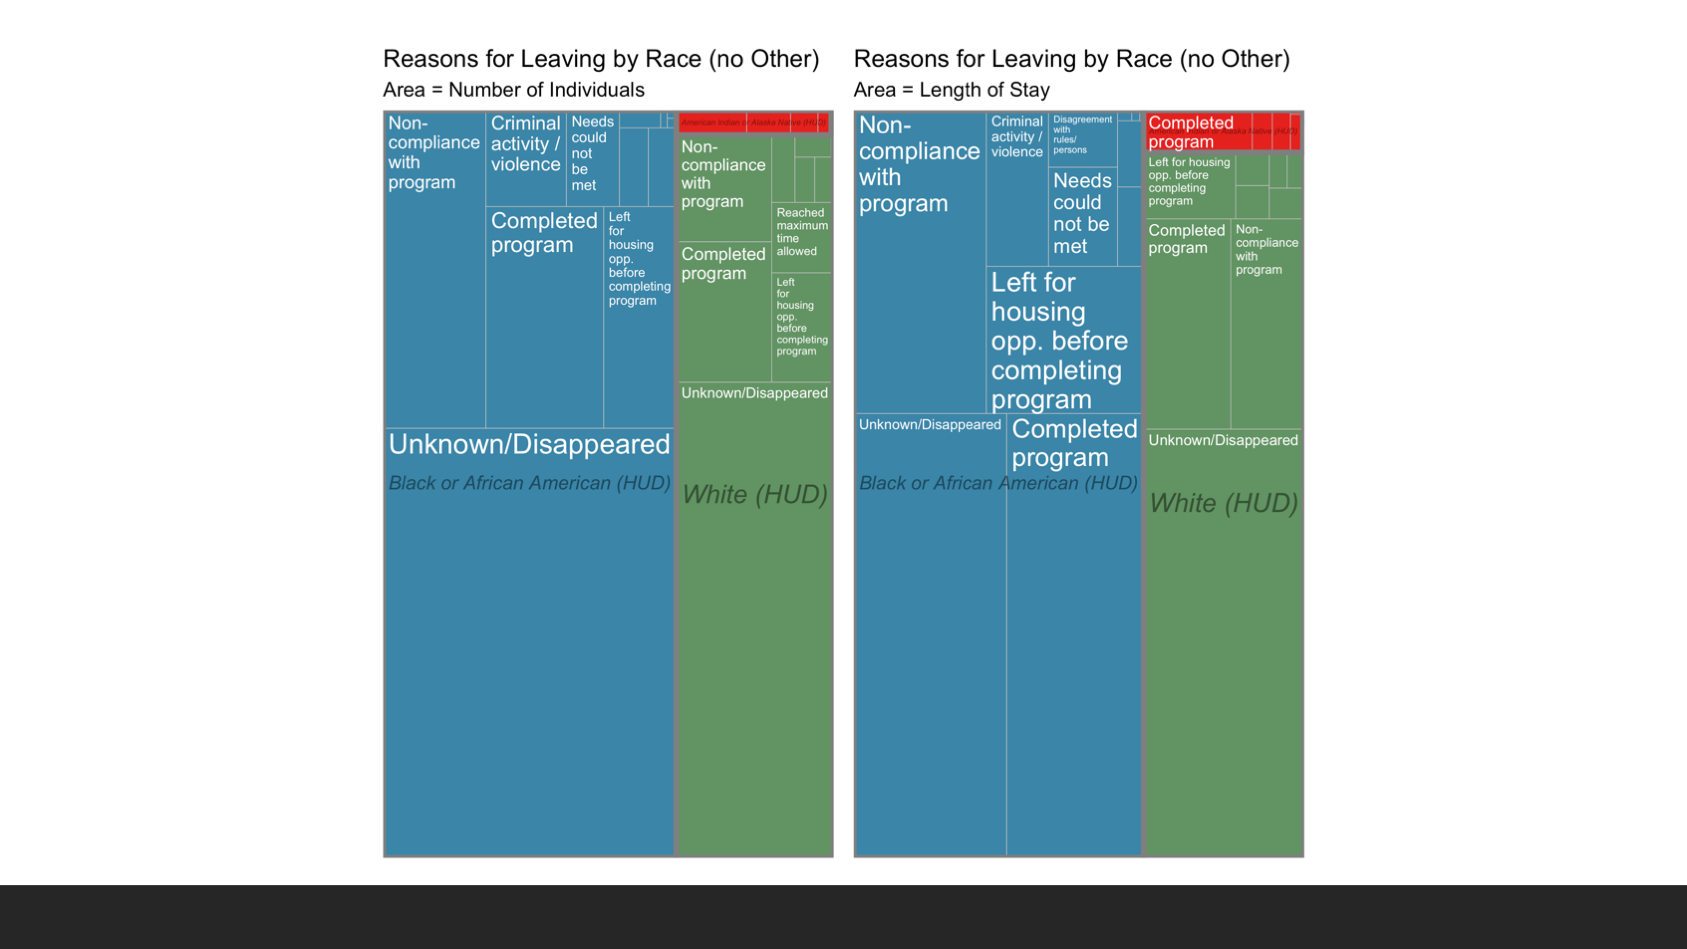 Reasons for Leaving by Race (no Other)
Area = Number of Individuals
Non-
compliance
with
program
Criminal
activity /
violence
Needs
could
not
be
met
Completed
program
Left
for
housing
opp.
before
completing
program
Unknown/Disappeared
Black or African American (HUD)
American Indian or Alaska Native (HUD)
Non-
compliance
with
program
Reached
maximum
time
allowed
Completed
program
Left
for
housing
opp.
before
completing
program
Unknown/Disappeared
White (HUD)
Reasons for Leaving by Race (no Other)
Area = Length of Stay
Non-
compliance
with
program
Criminal
activity /
violence
Disagreement
with
rules/
persons
Needs
could
not be
met
Left for
housing
opp. before
completing
program
Unknown/Disappeared
Completed
program
Black or African American (HUD)
Completed
program
American Indian or Alaska Native (HUD)
Left for housing
opp. before
completing
program
Completed
program
Non-
compliance
with
program
Unknown/Disappeared
White (HUD)